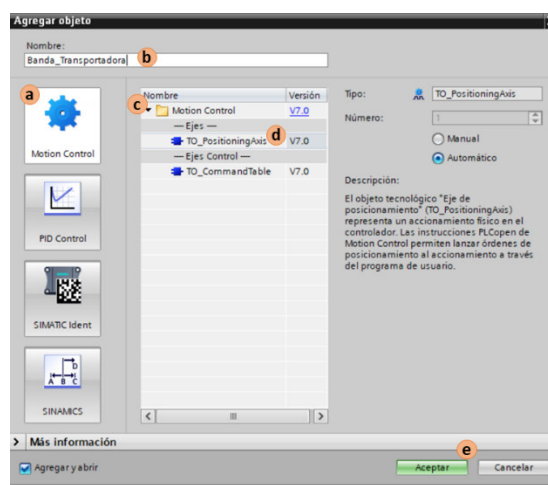 Agregar objeto
Nombre:
Banda_Transportadora
b
a
Motion Control
PID Control
SIMATIC Ident
A B C D
SINAMICS
Nombre Versión
c Motion Control V7.0
— Ejes —
TO_PositioningAxis d V7.0
— Ejes Control —
TO_CommandTable V7.0
Tipo: TO_PositioningAxis
Número: 1
Manual
Automático
Descripción:
El objeto tecnológico "Eje de
posicionamiento" (TO_PositioningAxis)
representa un accionamiento físico en el
controlador. Las instrucciones PLCopen de
Motion Control permiten lanzar órdenes de
posicionamiento al accionamiento a través
del programa de usuario.
> Más información
e
Agregar y abrir
Aceptar
Cancelar